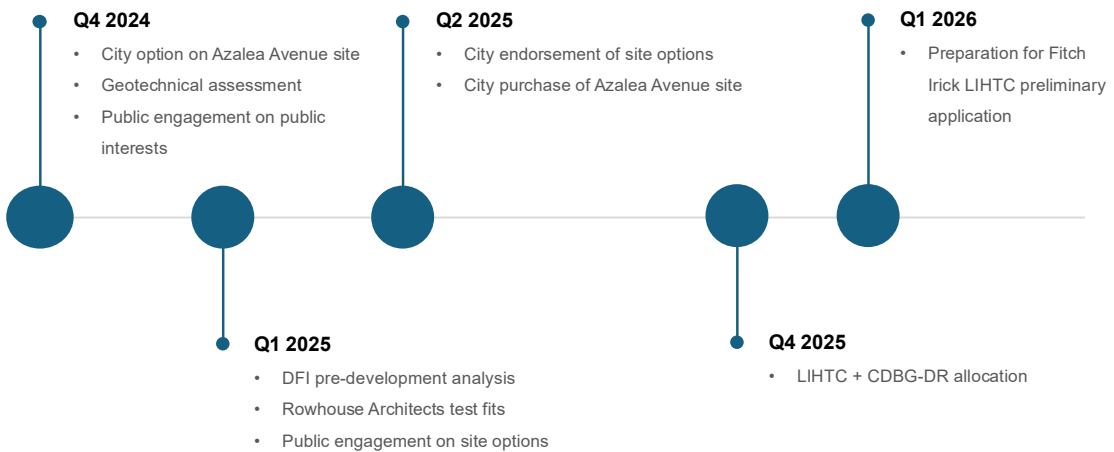 Q4 2024
• City option on Azalea Avenue site
• Geotechnical assessment
• Public engagement on public
interests
Q1 2025
• DFI pre-development analysis
• Rowhouse Architects test fits
• Public engagement on site options
Q2 2025
• City endorsement of site options
• City purchase of Azalea Avenue site
Q4 2025
• LIHTC + CDBG-DR allocation
Q1 2026
• Preparation for Fitch
Irick LIHTC preliminary
application